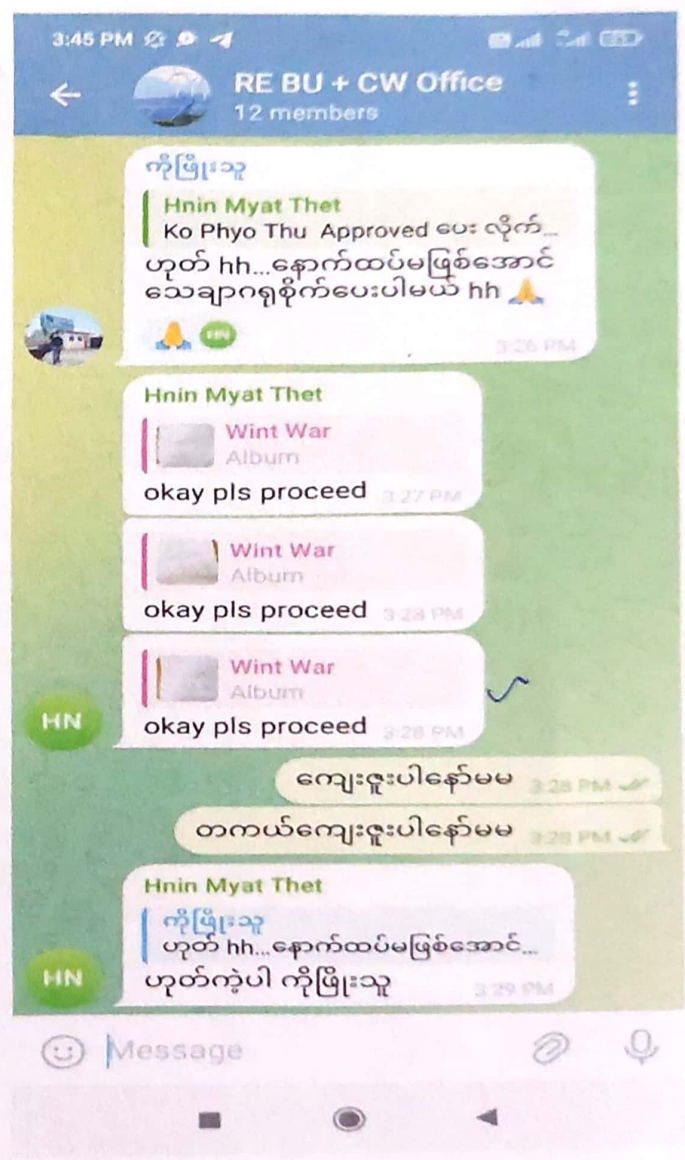 3:45 PM
RE BU + CW Office
12 members
ကိုဖြိုးသူ
Hnin Myat Thet
Ko Phyo Thu Approved ပေး လိုက်...
ဟုတ် hh...နောက်ထပ်မဖြစ်အောင်
သေချာဂရုစိုက်ပေးပါမယ် hh 🙏
🙏 HN
3:26 PM
Hnin Myat Thet
Wint War
Album
okay pls proceed 3:27 PM
Wint War
Album
okay pls proceed 3:28 PM
Wint War
Album
HN
okay pls proceed 3:28 PM
ကျေးဇူးပါနော်မမ 3:28 PM
တကယ်ကျေးဇူးပါနော်မမ 3:28 PM
Hnin Myat Thet
ကိုဖြိုးသူ
ဟုတ် hh...နောက်ထပ်မဖြစ်အောင်...
HN
ဟုတ်ကဲ့ပါ ကိုဖြိုးသူ 3:29 PM
Message